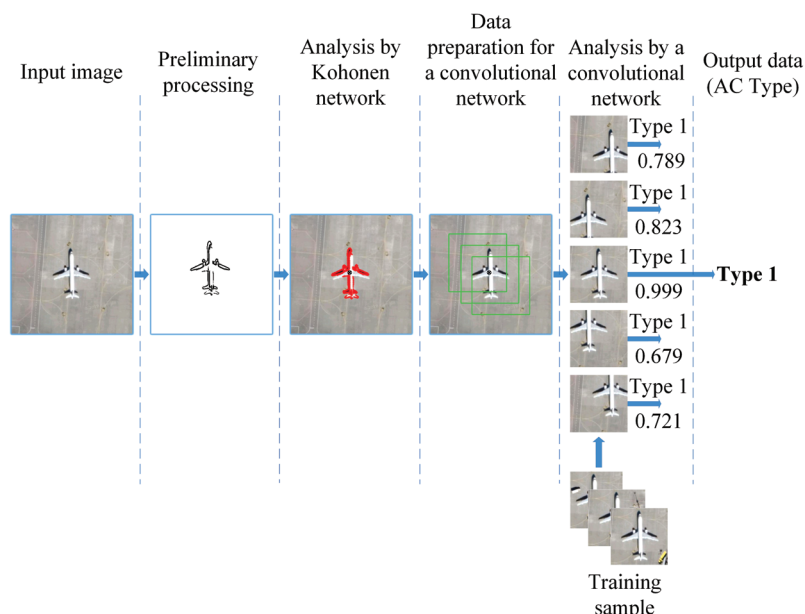 Input image
Preliminary
processing
Analysis by
Kohonen
network
Data
preparation for
a convolutional
network
Analysis by a
convolutional
network
Output data
(AC Type)
Type 1
0.789
Type 1
0.823
Type 1
0.999
Type 1
Type 1
0.679
Type 1
0.721
Training
sample